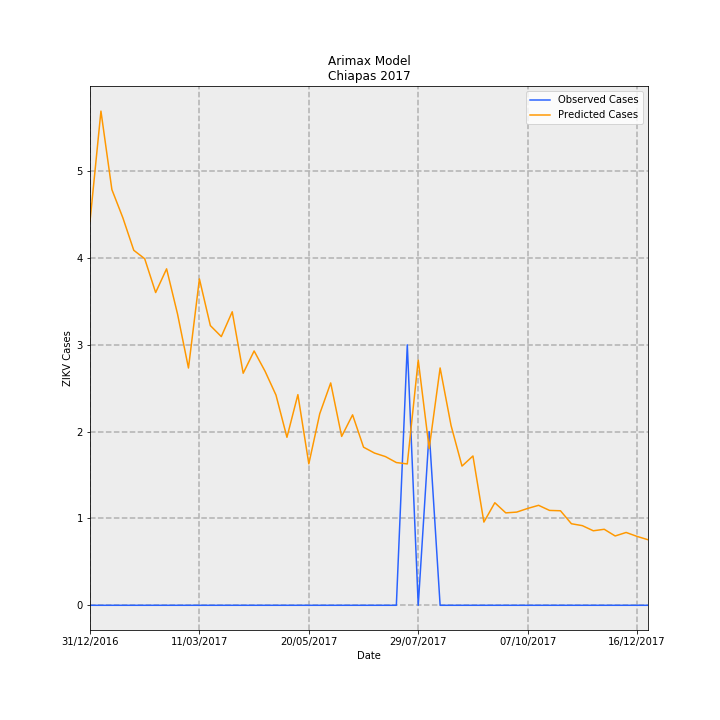 Arimax Model
Chiapas 2017
Observed Cases
Predicted Cases
5
4
3
2
1
0
ZIKV Cases
31/12/2016 11/03/2017 20/05/2017 29/07/2017 07/10/2017 16/12/2017
Date